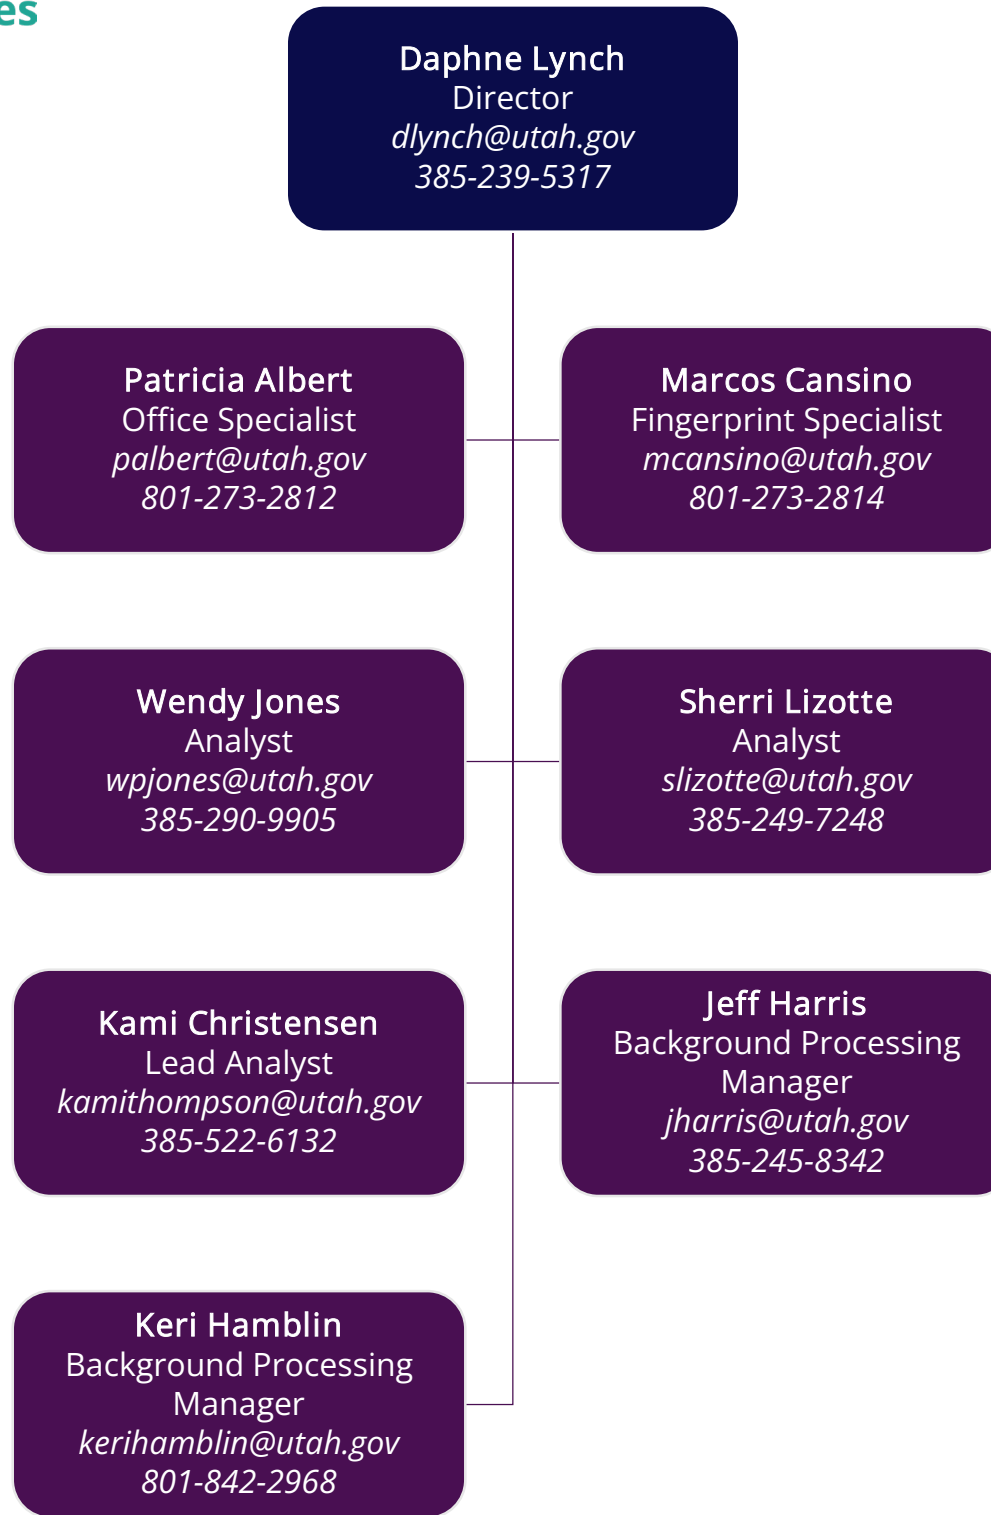 es
Daphne Lynch
Director
dlynch@utah.gov
385-239-5317
Patricia Albert
Office Specialist
palbert@utah.gov
801-273-2812
Marcos Cansino
Fingerprint Specialist
mcansino@utah.gov
801-273-2814
Wendy Jones
Analyst
wpjones@utah.gov
385-290-9905
Sherri Lizotte
Analyst
slizotte@utah.gov
385-249-7248
Kami Christensen
Lead Analyst
kamithompson@utah.gov
385-522-6132
Jeff Harris
Background Processing
Manager
jharris@utah.gov
385-245-8342
Keri Hamblin
Background Processing
Manager
kerihamblin@utah.gov
801-842-2968